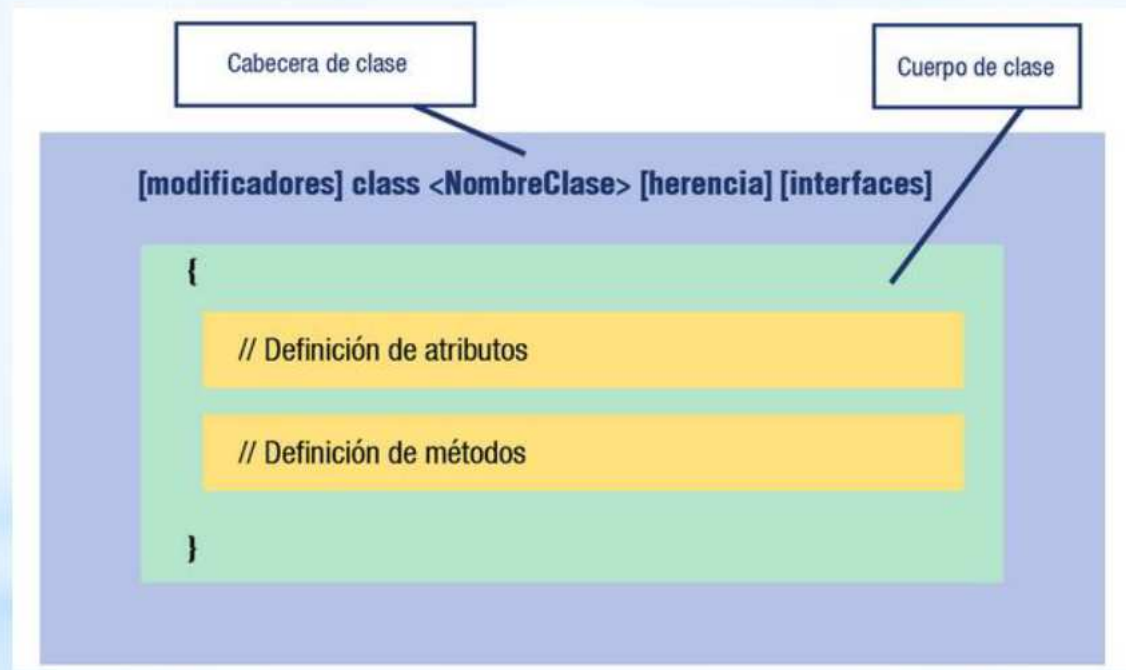 Cabecera de clase
Cuerpo de clase
[modificadores] class <NombreClase> [herencia] [interfaces]
{
// Definición de atributos
// Definición de métodos
}